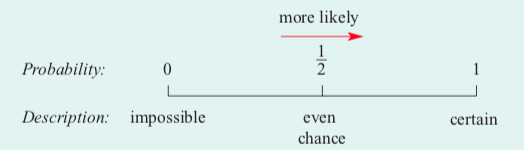 more likely
Probability: 0 1/2 1
Description: impossible even chance certain